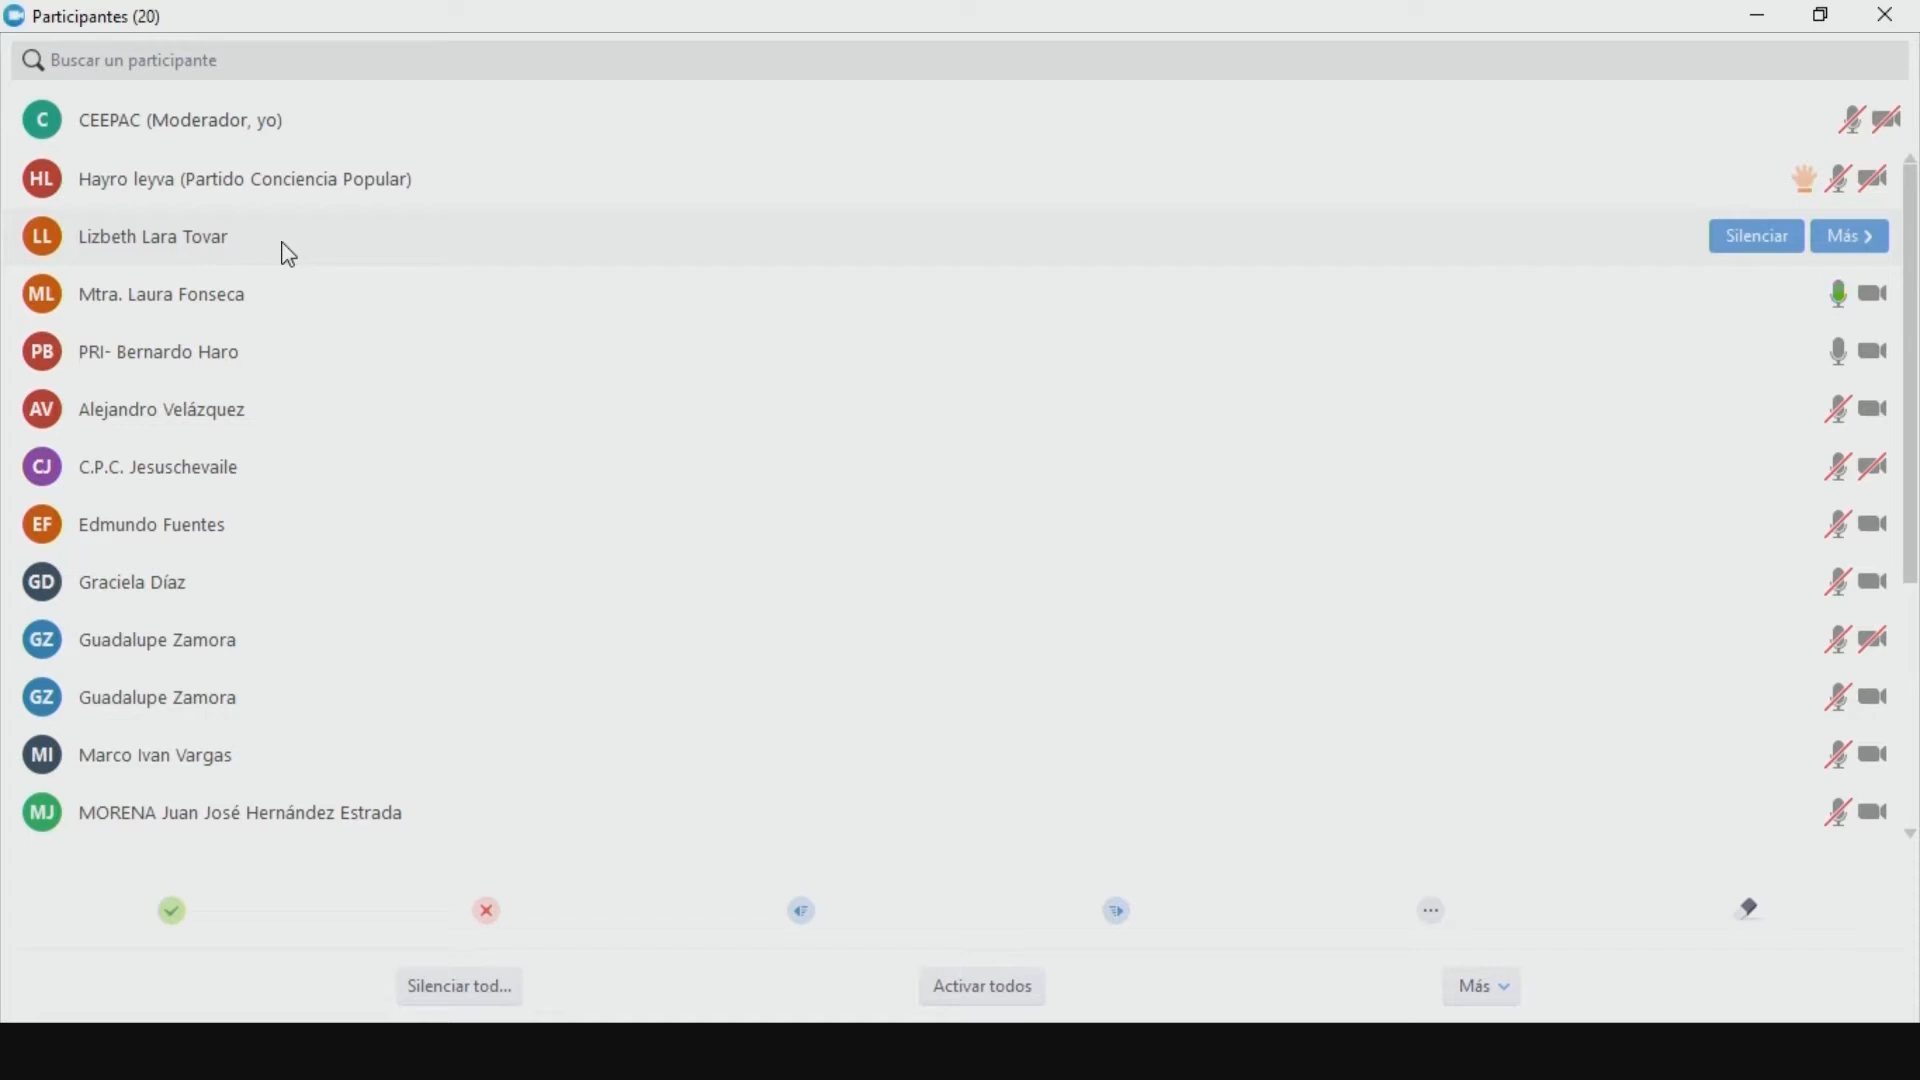 Participantes (20)
Buscar un participante
C CEEPAC (Moderador, yo)
HL Hayro leyva (Partido Conciencia Popular)
LL Lizbeth Lara Tovar Silenciar Más
ML Mtra. Laura Fonseca
PB PRI- Bernardo Haro
AV Alejandro Velázquez
CJ C.P.C. Jesuschevaile
EF Edmundo Fuentes
GD Graciela Díaz
GZ Guadalupe Zamora
GZ Guadalupe Zamora
MI Marco Ivan Vargas
MJ MORENA Juan José Hernández Estrada
Silenciar tod... Activar todos Más